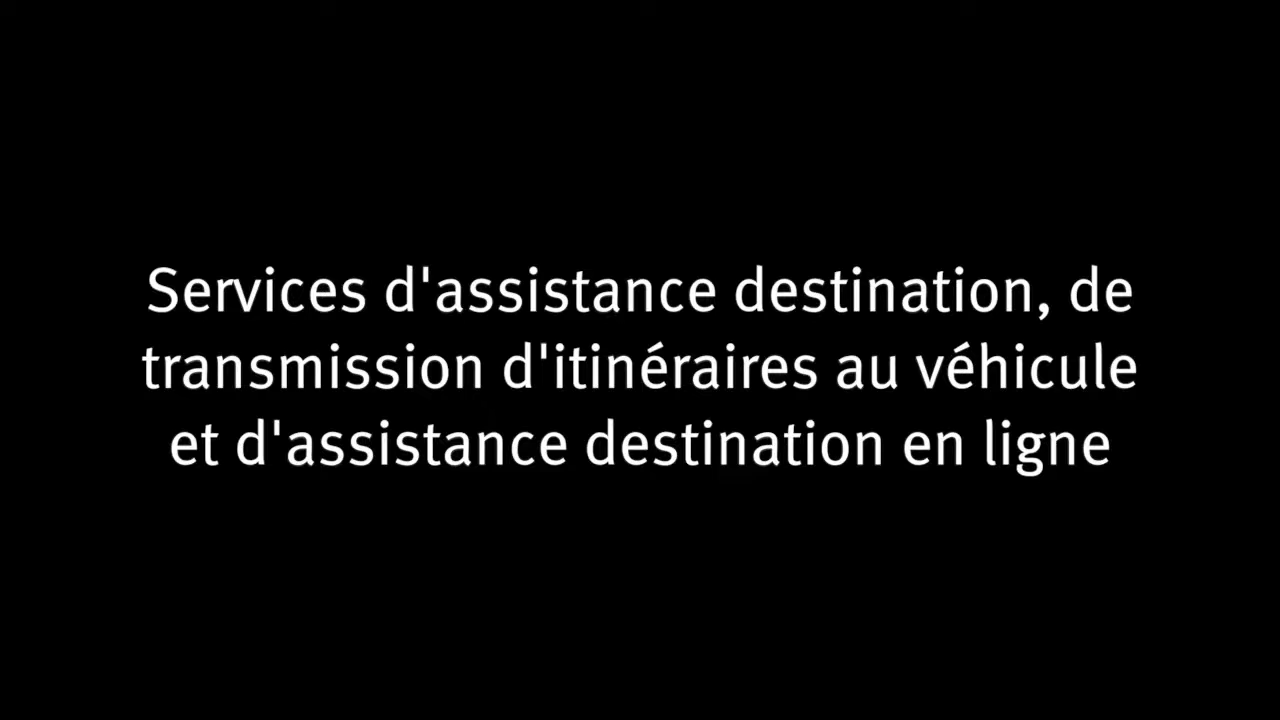 Services d'assistance destination, de
transmission d'itinéraires au véhicule
et d'assistance destination en ligne